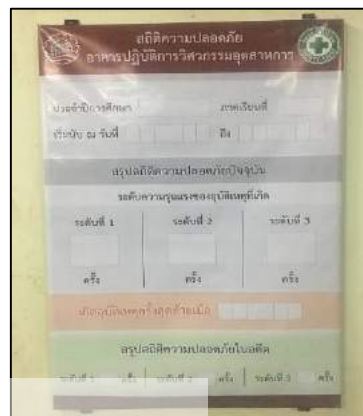 สถิติความปลอดภัย
อาคารปฏิบัติการวิศวกรรมอุตสาหการ
ประจำปีการศึกษา ภาคเรียนที่
เริ่มนับ ณ วันที่ ถึง
สรุปสถิติความปลอดภัยปัจจุบัน
ระดับความรุนแรงของอุบัติเหตุที่เกิด
ระดับที่ 1 ระดับที่ 2 ระดับที่ 3
ครั้ง ครั้ง ครั้ง
เกิดอุบัติเหตุครั้งสุดท้ายเมื่อ
สรุปสถิติความปลอดภัยในอดีต
ระดับที่ 1 ครั้ง ระดับที่ 2 ครั้ง ระดับที่ 3 ครั้ง